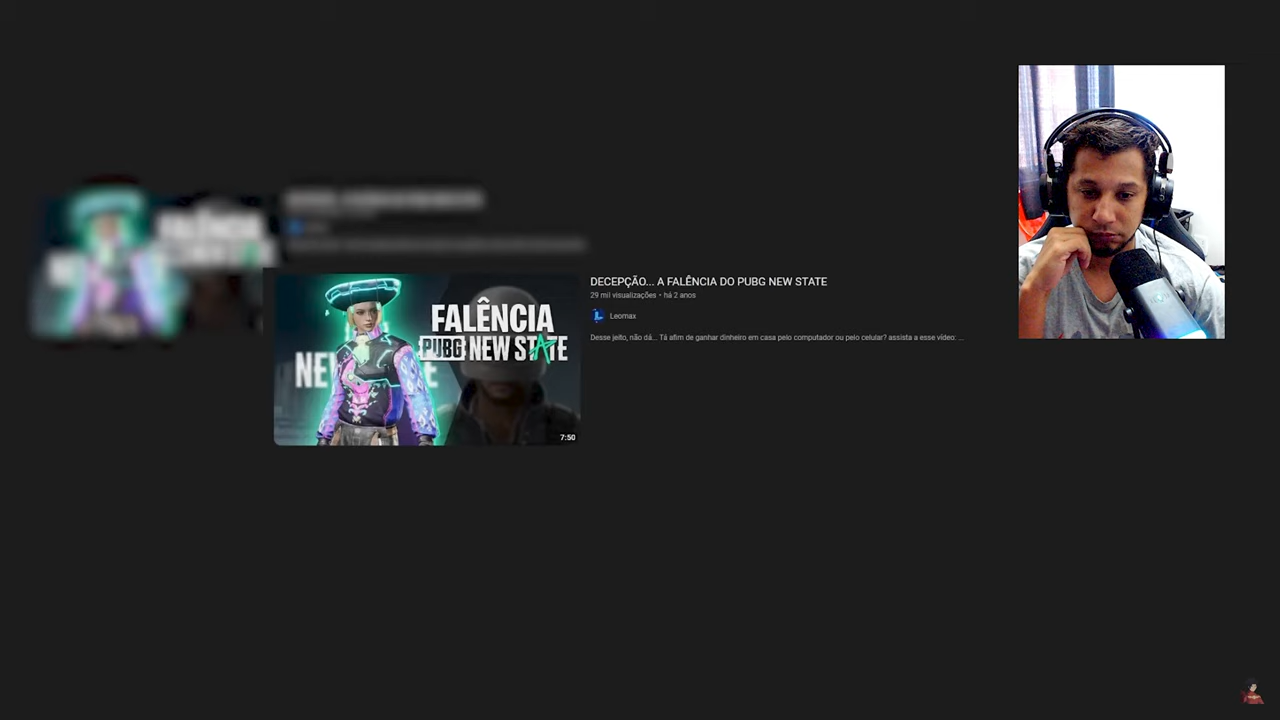 DECEPÇÃO... A FALÊNCIA DO PUBG NEW STATE
29 mil visualizações • há 2 anos
Leomax
Desse jeito, não dá... Tá afim de ganhar dinheiro em casa pelo computador ou pelo celular? assista a esse vídeo: ...
FALÊNCIA
PUBG NEW STATE
7:50